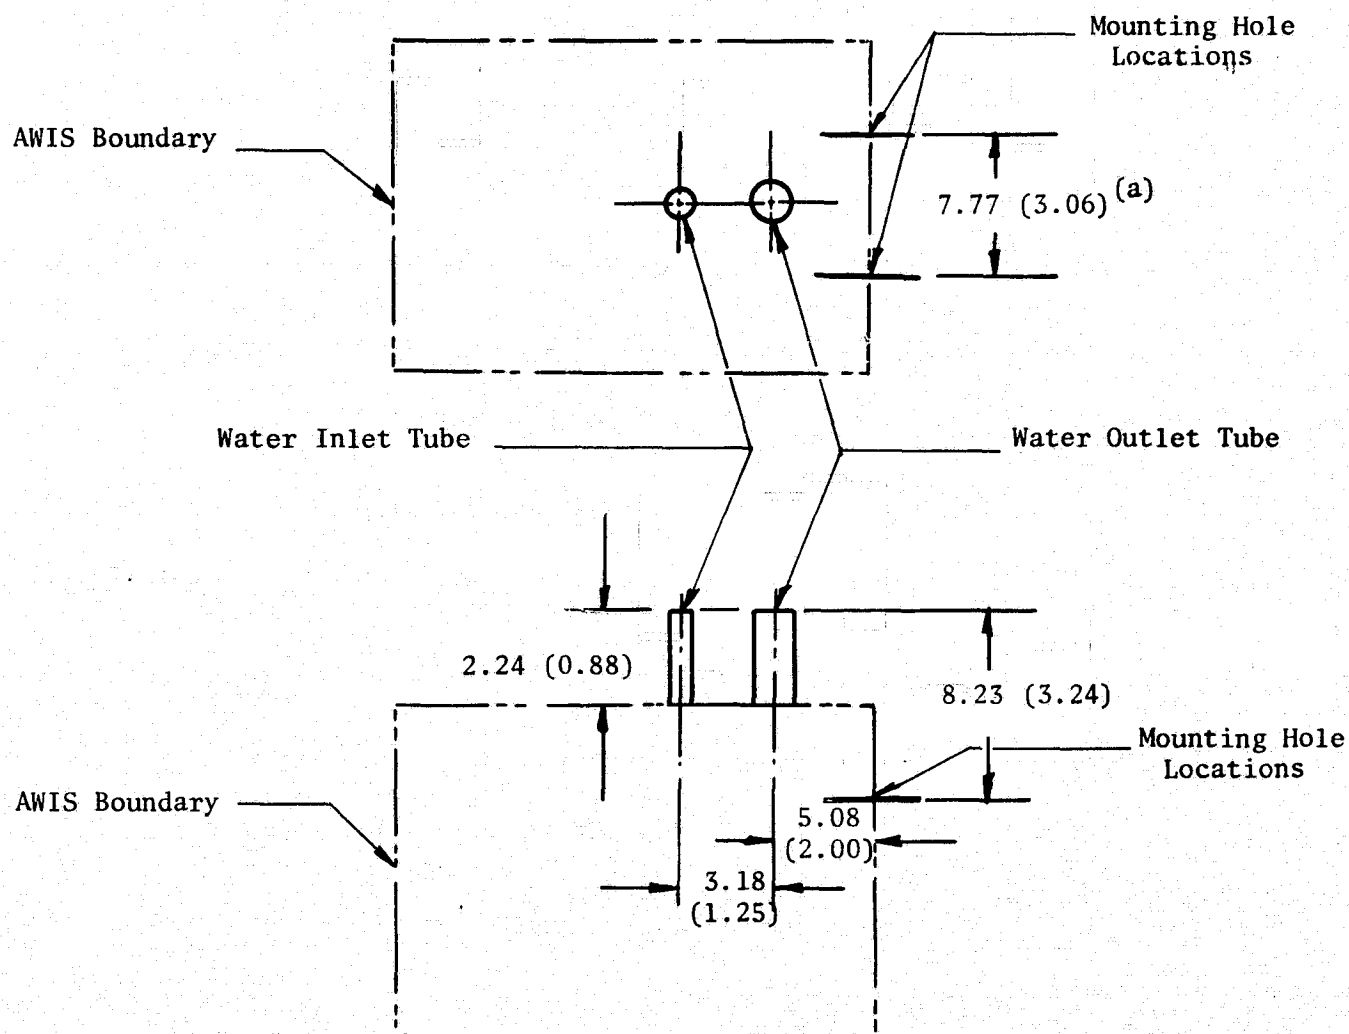 Mounting Hole
Locations
AWIS Boundary
7.77 (3.06)(a)
Water Inlet Tube
Water Outlet Tube
2.24 (0.88)
8.23 (3.24)
Mounting Hole
Locations
AWIS Boundary
5.08
(2.00)
3.18
(1.25)